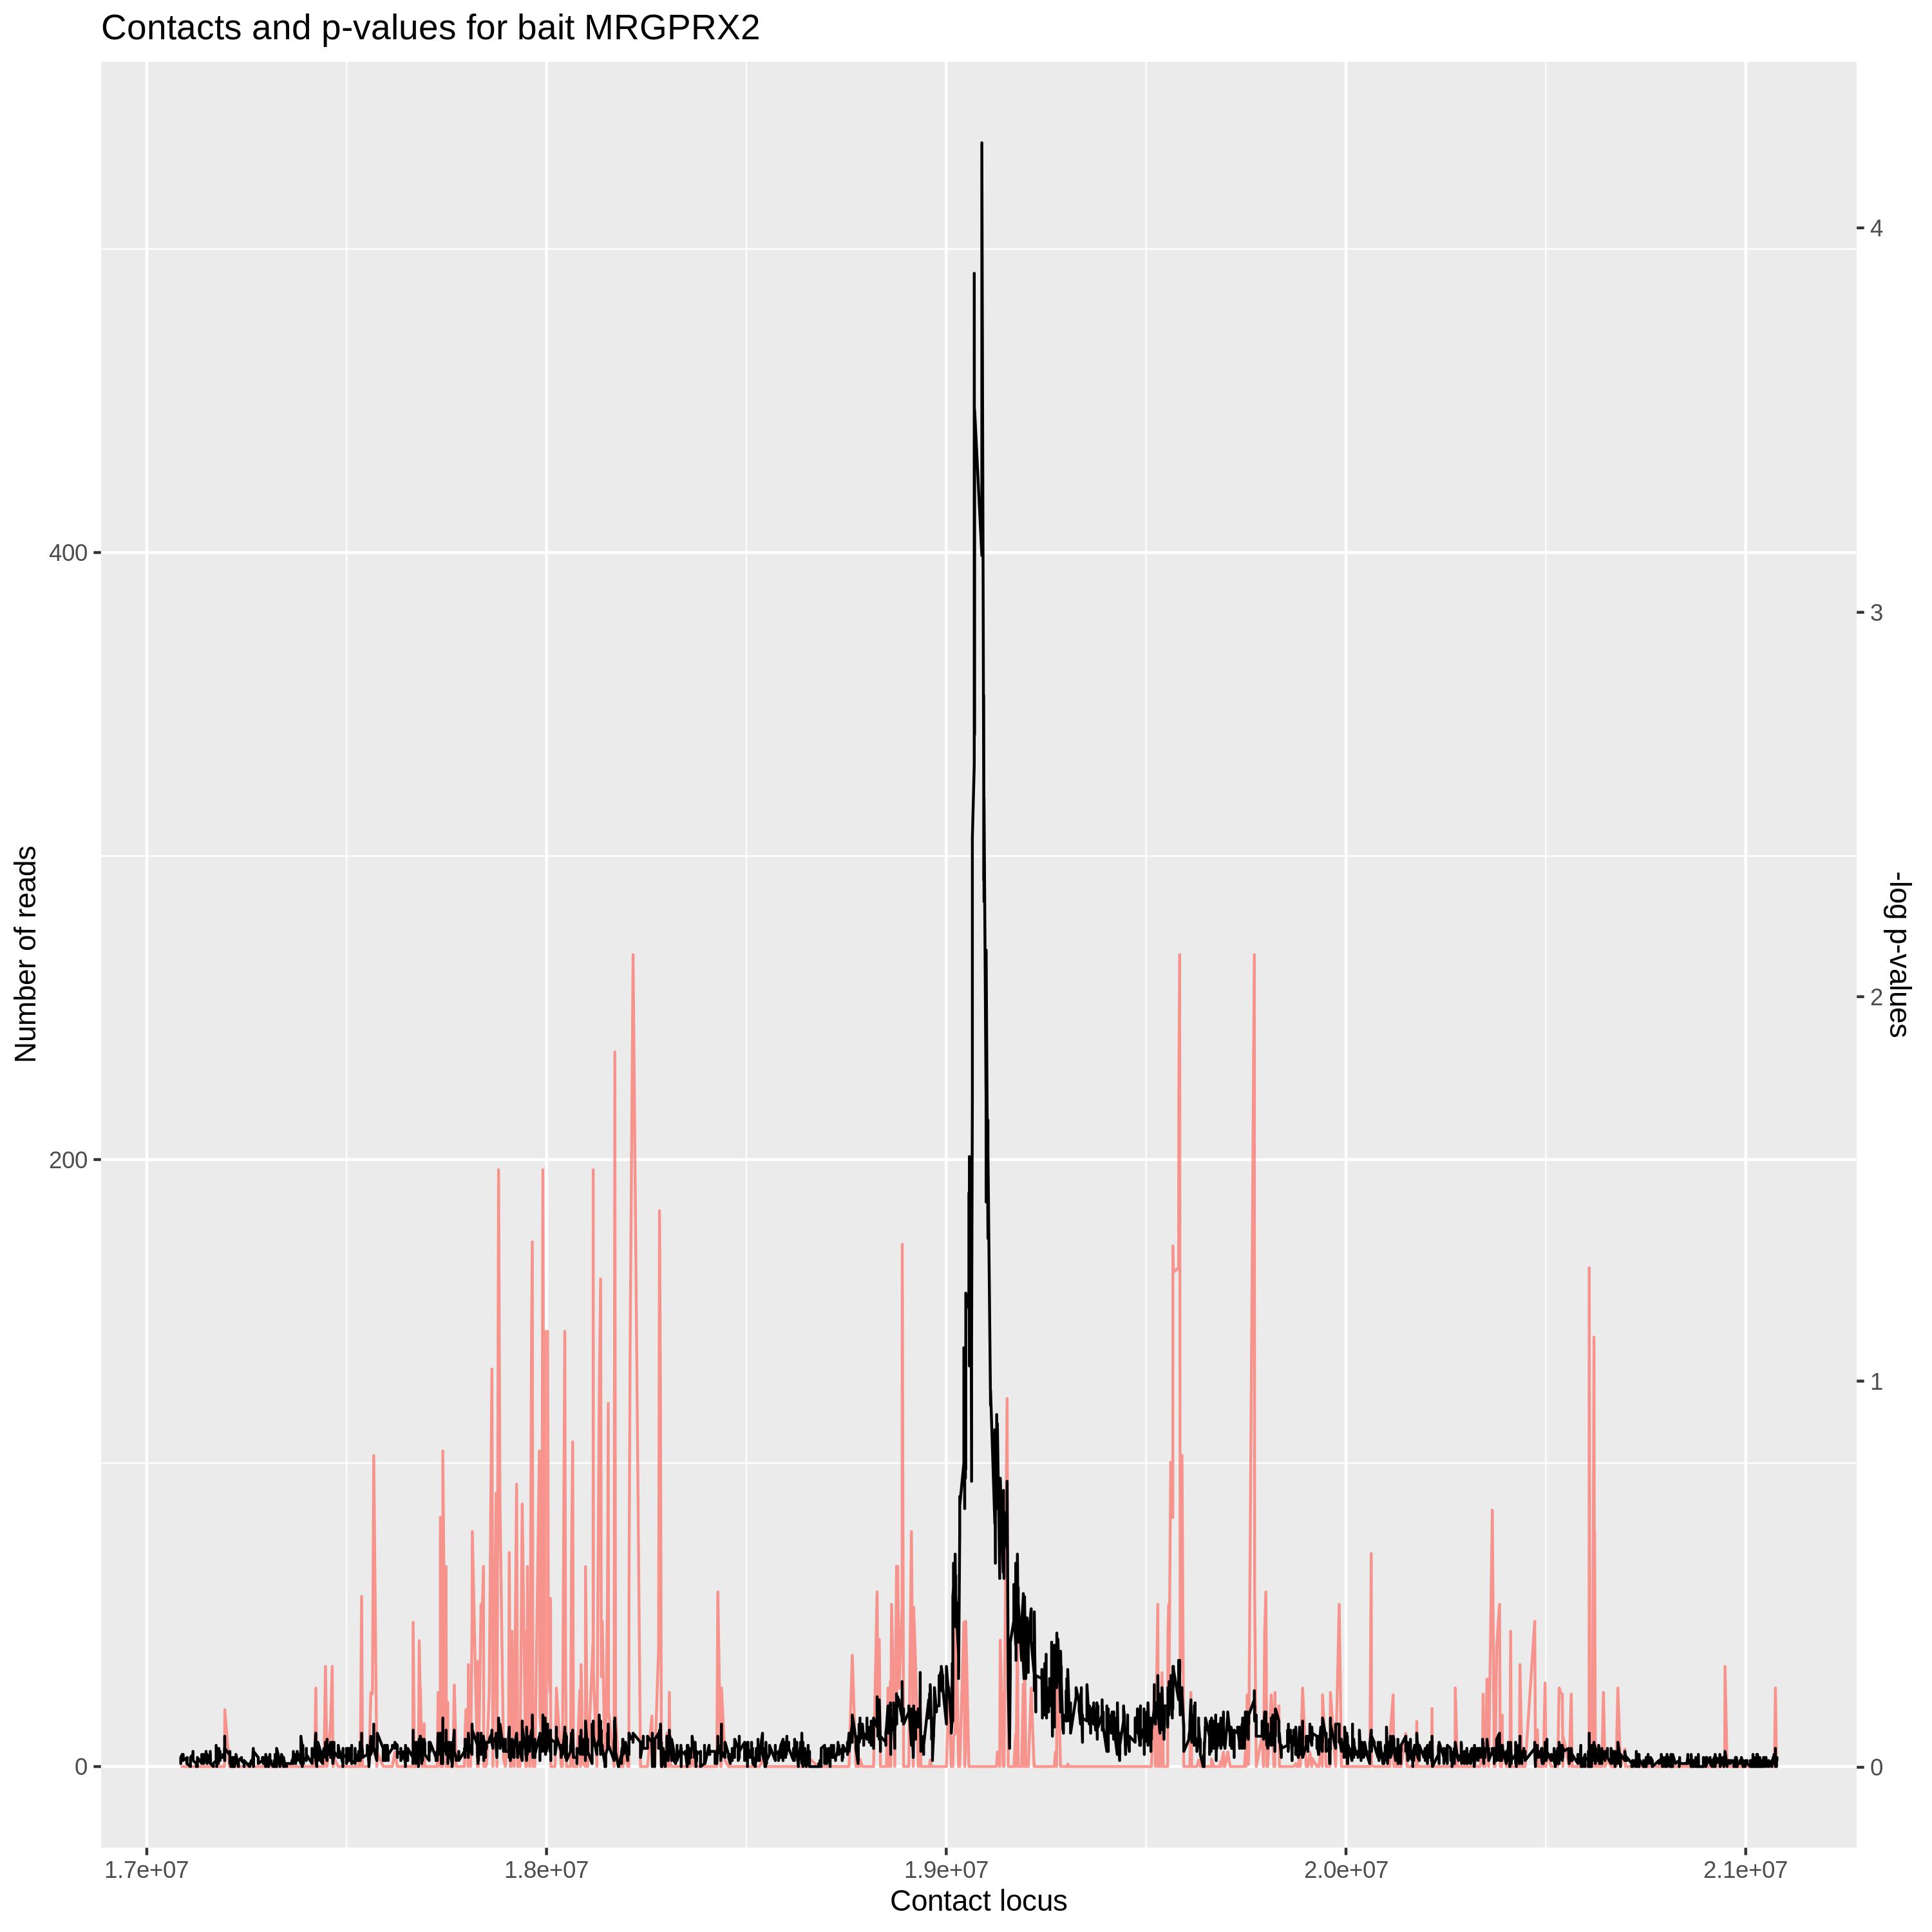 Contacts and p-values for bait MRGPRX2
Number of reads
400
200
0
4
3
2
1
0
-log p-values
1.7e+07 1.8e+07 1.9e+07 2.0e+07 2.1e+07
Contact locus